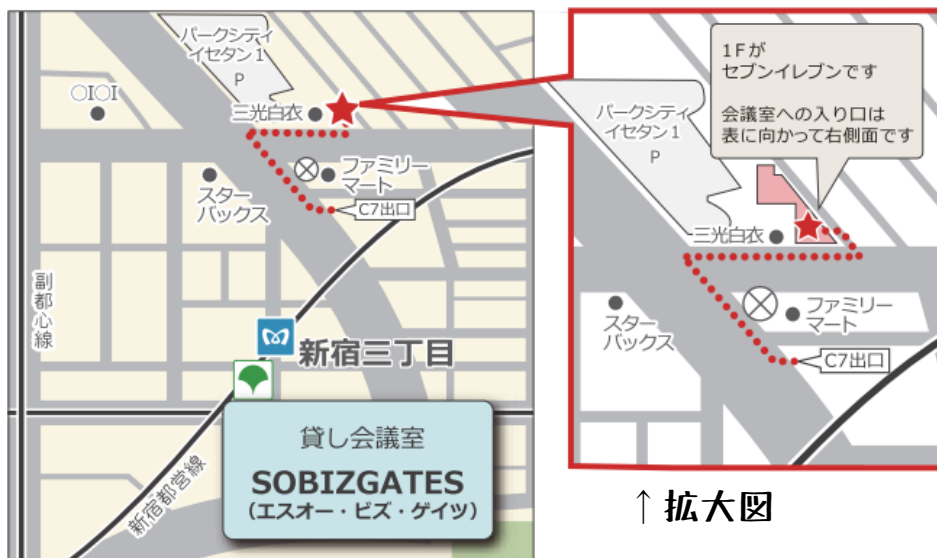 パークシティ
イセタン1
P
OIOI
三光白衣
ファミリー
マート
スター
バックス
C7出口
副都心線
新宿三丁目
新宿都営線
貸し会議室
SOBIZGATES
(エスオー・ビズ・ゲイツ)
1Fが
セブンイレブンです
会議室への入り口は
表に向かって右側面です
パークシティ
イセタン1
P
三光白衣
ファミリー
マート
スター
バックス
C7出口
↑拡大図